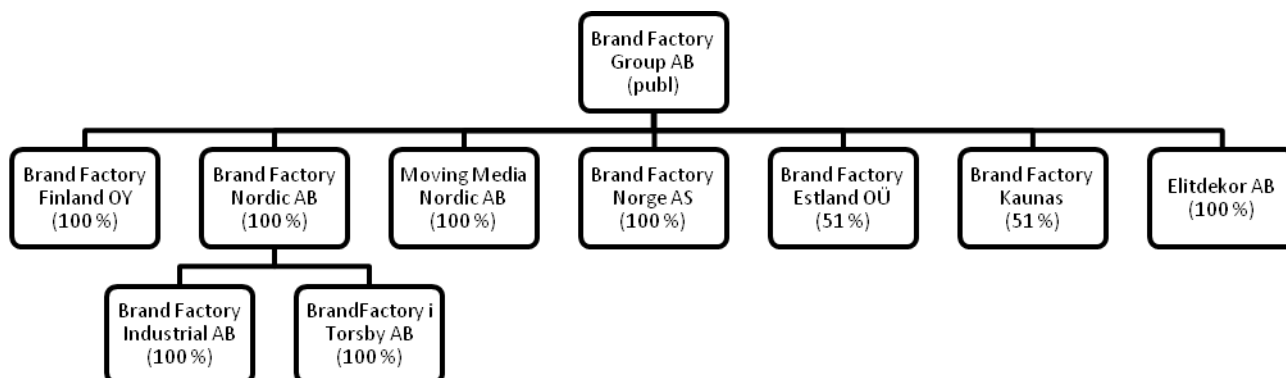 Brand Factory
Group AB
(publ)
Brand Factory
Finland OY
(100 %)
Brand Factory
Nordic AB
(100 %)
Moving Media
Nordic AB
(100 %)
Brand Factory
Norge AS
(100 %)
Brand Factory
Estland OÜ
(51 %)
Brand Factory
Kaunas
(51 %)
Elitdekor AB
(100 %)
Brand Factory
Industrial AB
(100 %)
BrandFactory i
Torsby AB
(100 %)